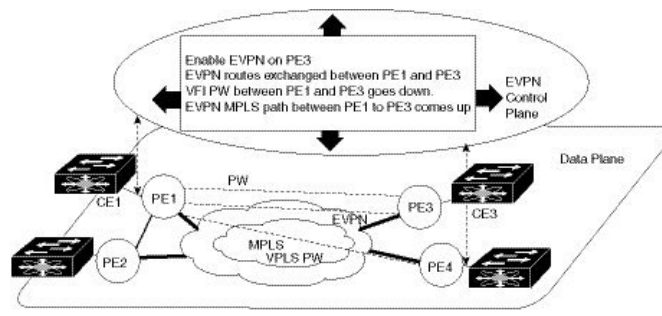 Enable EVPN on PE3
EVPN routes exchanged between PE1 and PE3
VFI PW between PE1 and PE3 goes down.
EVPN MPLS path between PE1 to PE3 comes up
EVPN
Control
Plane
Data Plane
PW
CE1
PE1
PE3
CE3
EVPN
MPLS
VPLS PW
PE2
PE4